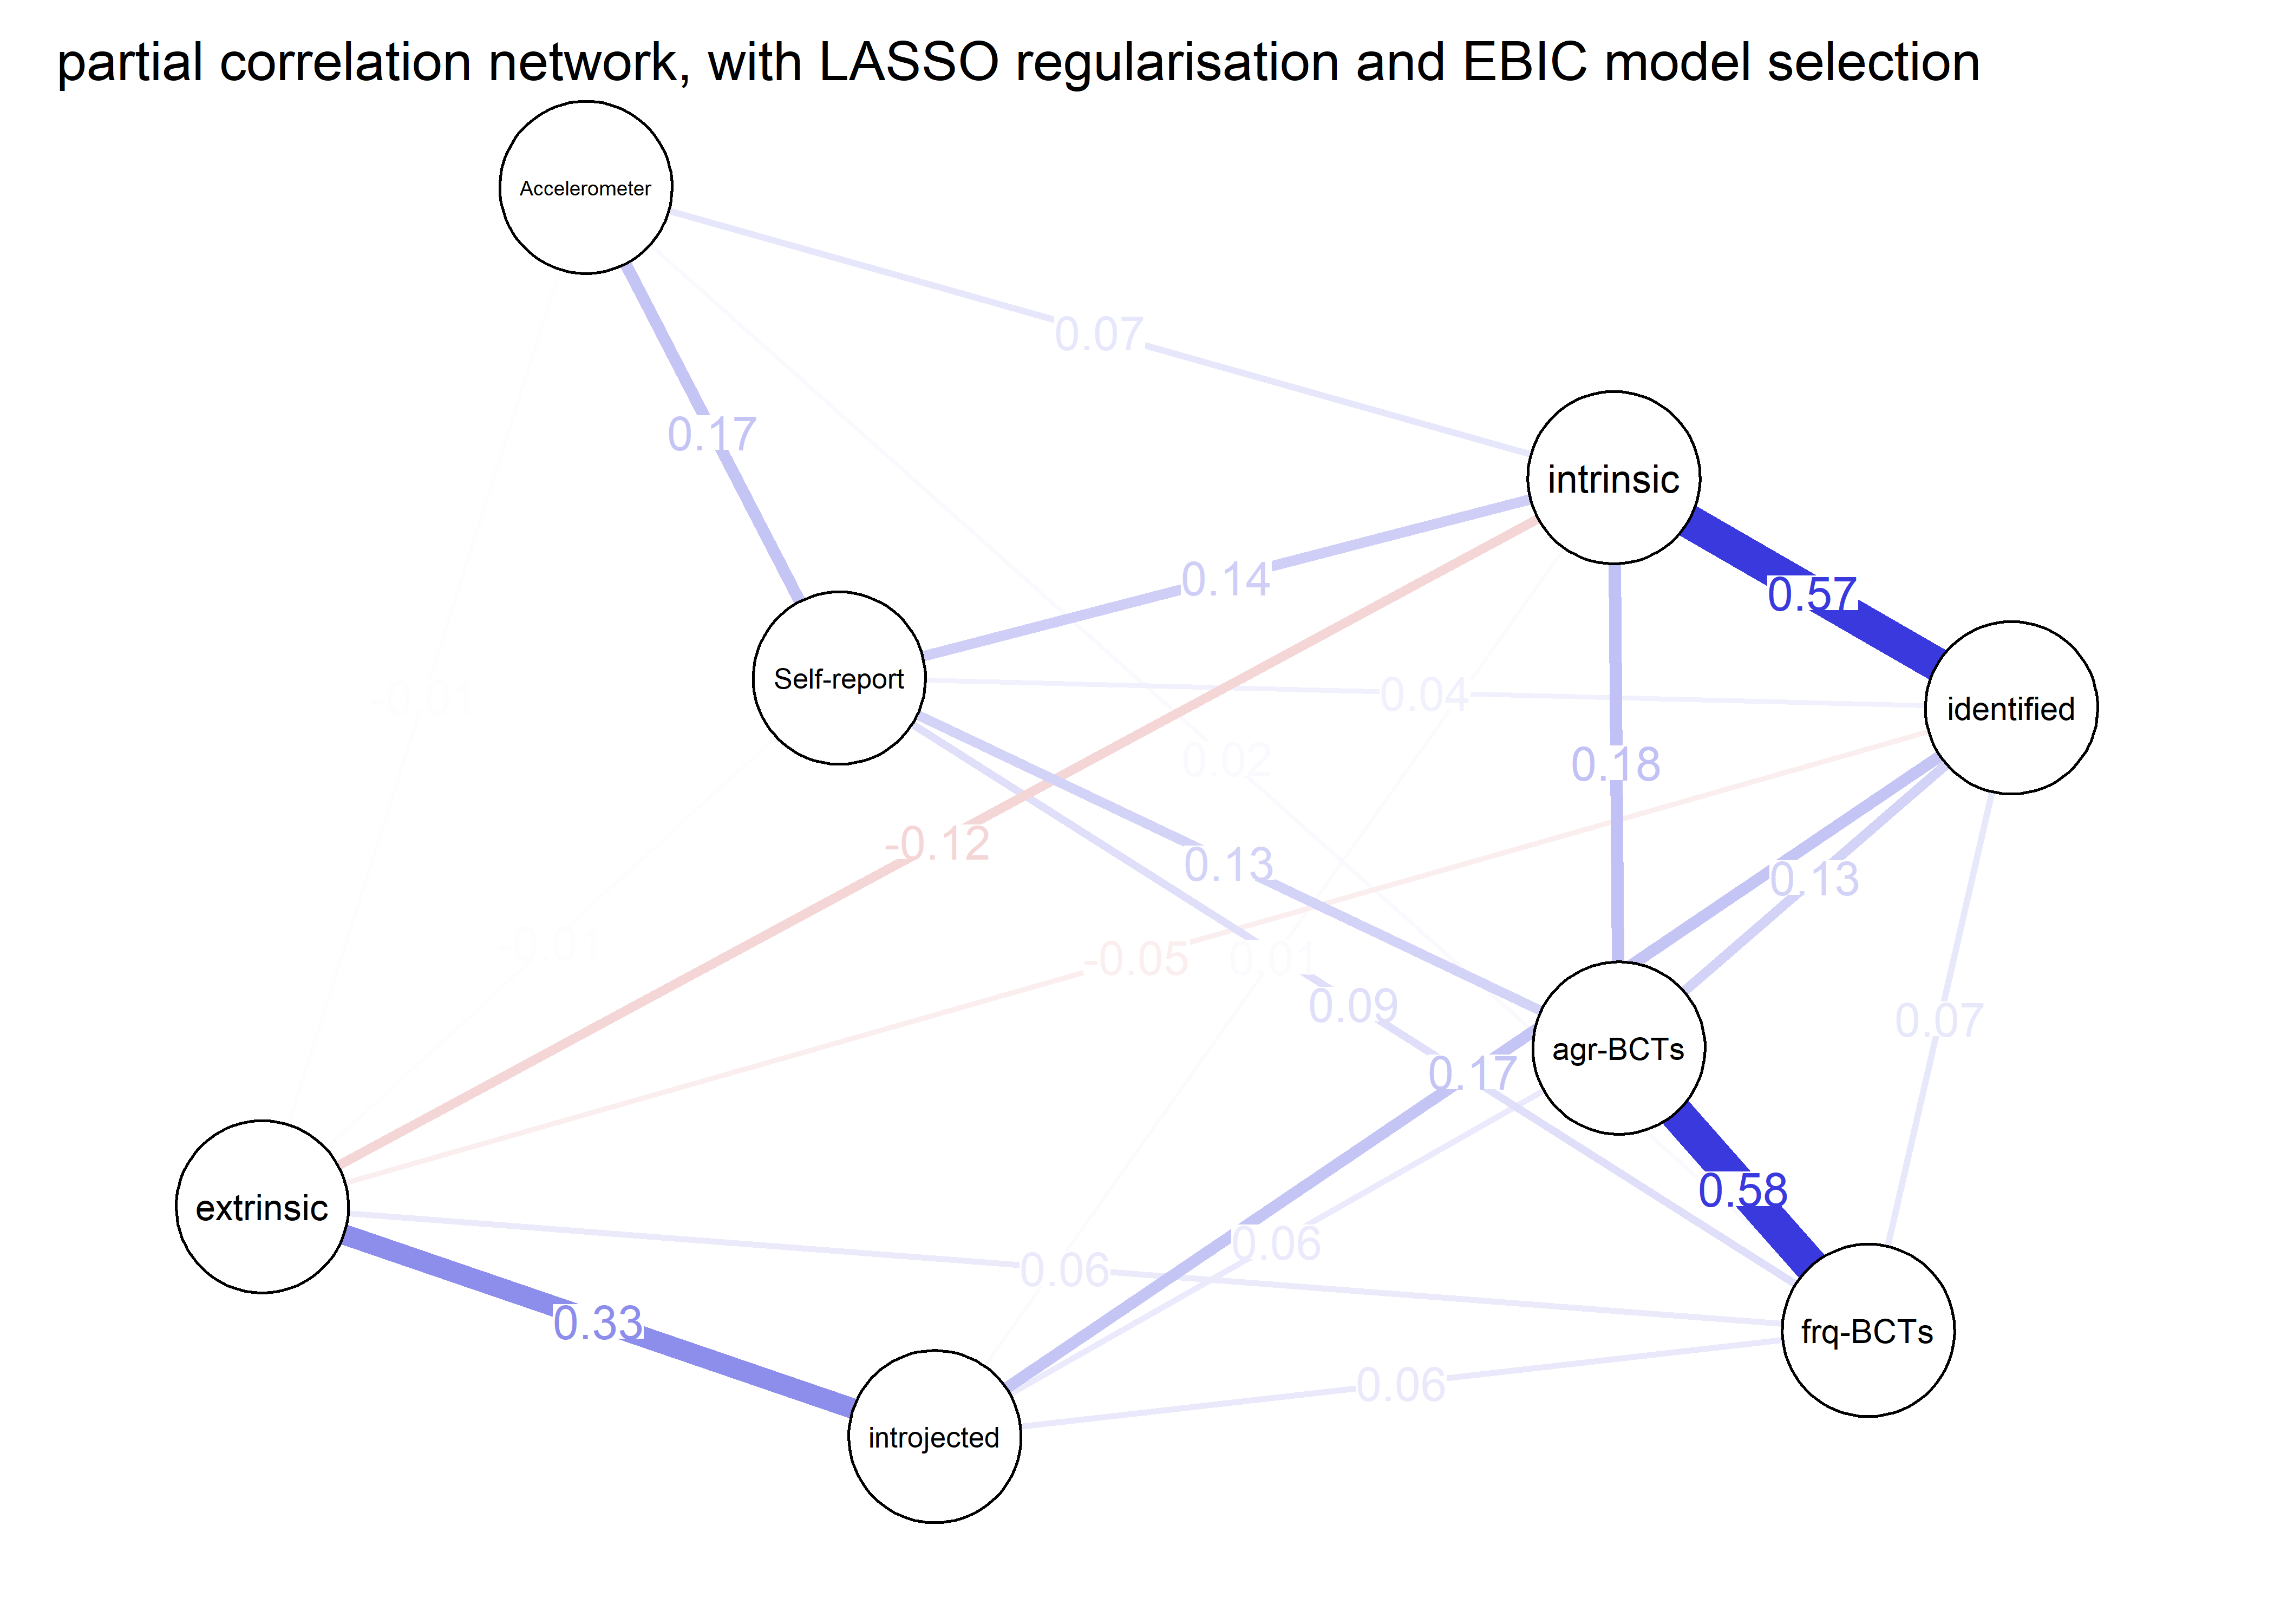 partial correlation network, with LASSO regularisation and EBIC model selection
Accelerometer
0.07
0.17
intrinsic
0.14
0.57
Self-report
0.04
identified
-0.01
0.02
0.18
-0.12
0.13
0.13
-0.01
-0.05
0.01
0.09
0.07
agr-BCTs
0.17
0.58
extrinsic
0.06
0.06
0.33
frq-BCTs
0.06
introjected